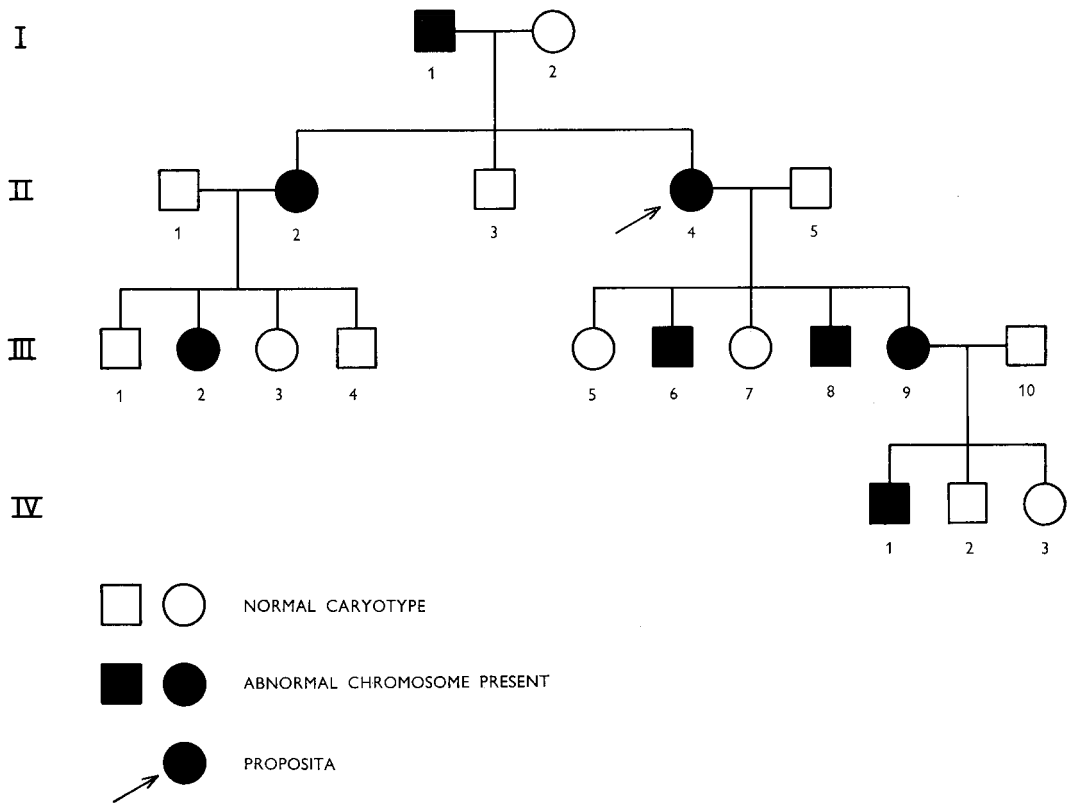 I
1 2
II
1 2 3 4 5
III
1 2 3 4 5 6 7 8 9 10
IV
1 2 3
NORMAL CARYOTYPE
ABNORMAL CHROMOSOME PRESENT
PROPOSITA